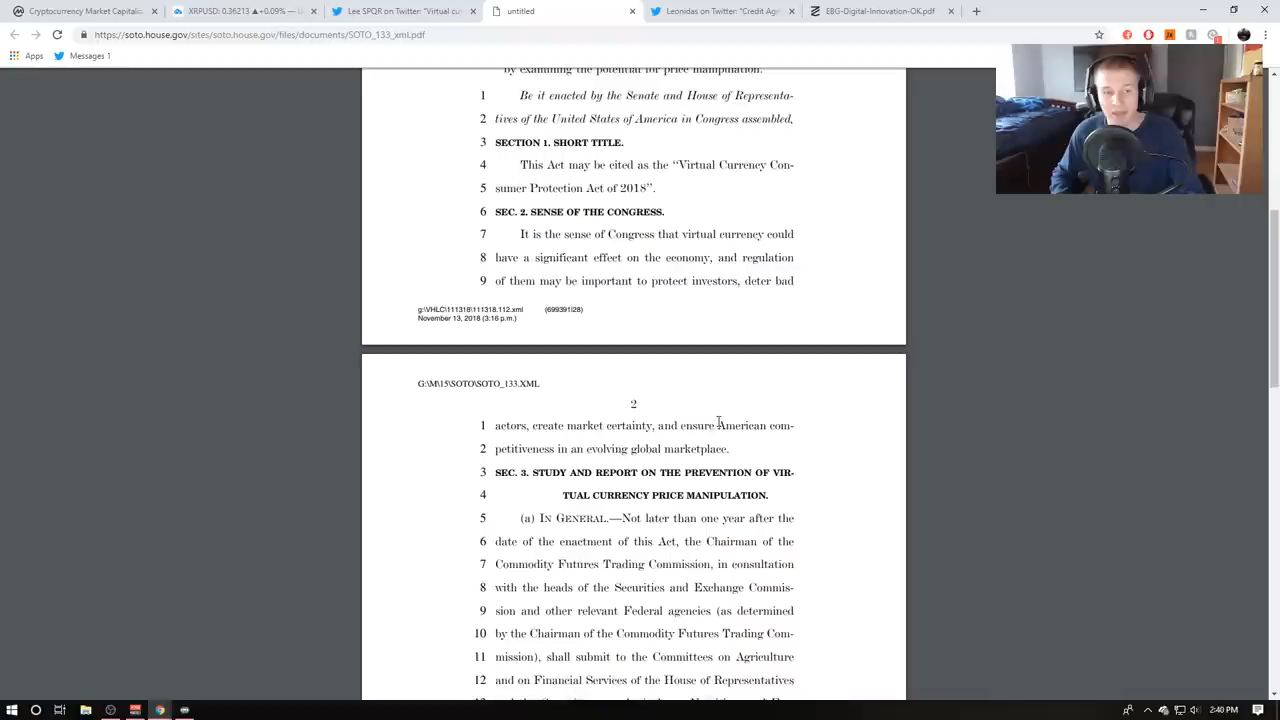 Cryptocurrency Market Capitaliz
XRPUSD: 0.36213 ▲+0.09%
Lee SPQR on Twitter: "Virtual cur
untitled
Leonidas on Twitter: "Credit Agri
EBG-Digital-Innovation-OK.pdf
https://soto.house.gov/sites/soto.house.gov/files/documents/SOTO_133_xml.pdf
Apps
Messages 1
by examining the potential for price manipulation.
1 Be it enacted by the Senate and House of Representa-
2 tives of the United States of America in Congress assembled,
3 SECTION 1. SHORT TITLE.
4 This Act may be cited as the ‘‘Virtual Currency Con-
5 sumer Protection Act of 2018’’.
6 SEC. 2. SENSE OF THE CONGRESS.
7 It is the sense of Congress that virtual currency could
8 have a significant effect on the economy, and regulation
9 of them may be important to protect investors, deter bad
g:\VHLC\111318\111318.112.xml (699391|28)
November 13, 2018 (3:16 p.m.)
G:\M\15\SOTO\SOTO_133.XML
2
1 actors, create market certainty, and ensure American com-
2 petitiveness in an evolving global marketplace.
3 SEC. 3. STUDY AND REPORT ON THE PREVENTION OF VIR-
4 TUAL CURRENCY PRICE MANIPULATION.
5 (a) IN GENERAL.—Not later than one year after the
6 date of the enactment of this Act, the Chairman of the
7 Commodity Futures Trading Commission, in consultation
8 with the heads of the Securities and Exchange Commis-
9 sion and other relevant Federal agencies (as determined
10 by the Chairman of the Commodity Futures Trading Com-
11 mission), shall submit to the Committees on Agriculture
12 and on Financial Services of the House of Representatives
2:40 PM